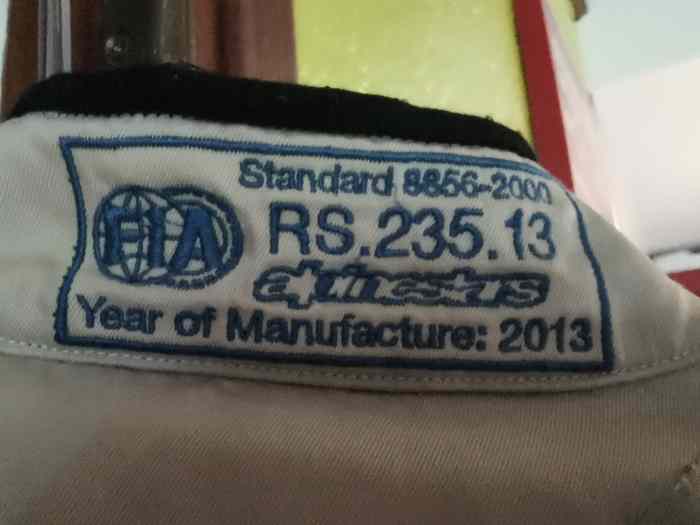 Standard 8856-2000
FIA
RS.235.13
alpinestars
Year of Manufacture: 2013